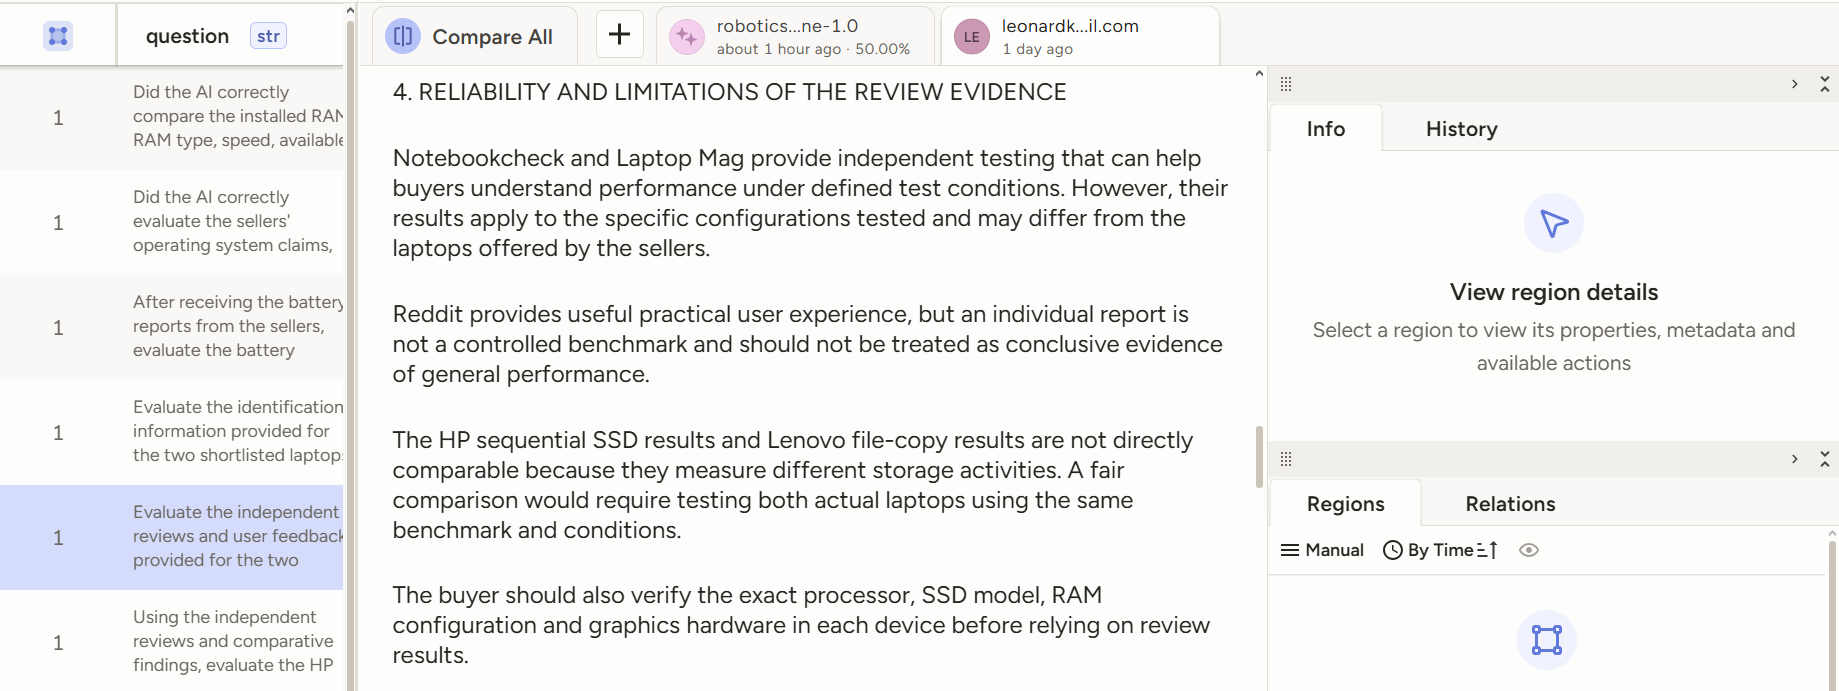 question str
1
Did the AI correctly
compare the installed RAM
RAM type, speed, available
1
Did the AI correctly
evaluate the sellers'
operating system claims,
1
After receiving the battery
reports from the sellers,
evaluate the battery
1
Evaluate the identification
information provided for
the two shortlisted laptops
1
Evaluate the independent
reviews and user feedback
provided for the two
1
Using the independent
reviews and comparative
findings, evaluate the HP
Compare All
+
robotics...ne-1.0
about 1 hour ago · 50.00%
LE
leonardk...il.com
1 day ago
4. RELIABILITY AND LIMITATIONS OF THE REVIEW EVIDENCE
Notebookcheck and Laptop Mag provide independent testing that can help
buyers understand performance under defined test conditions. However, their
results apply to the specific configurations tested and may differ from the
laptops offered by the sellers.
Reddit provides useful practical user experience, but an individual report is
not a controlled benchmark and should not be treated as conclusive evidence
of general performance.
The HP sequential SSD results and Lenovo file-copy results are not directly
comparable because they measure different storage activities. A fair
comparison would require testing both actual laptops using the same
benchmark and conditions.
The buyer should also verify the exact processor, SSD model, RAM
configuration and graphics hardware in each device before relying on review
results.
Info History
View region details
Select a region to view its properties, metadata and
available actions
Regions Relations
Manual By Time